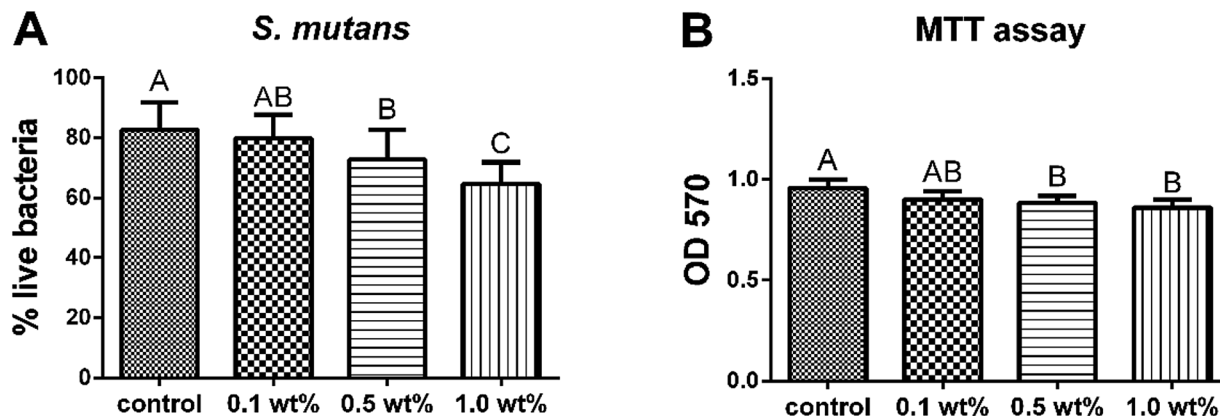 A
S. mutans
% live bacteria
100
80
60
40
20
0
A
AB
B
C
control
0.1 wt%
0.5 wt%
1.0 wt%
B
MTT assay
OD 570
1.5
1.0
0.5
0.0
A
AB
B
B
control
0.1 wt%
0.5 wt%
1.0 wt%